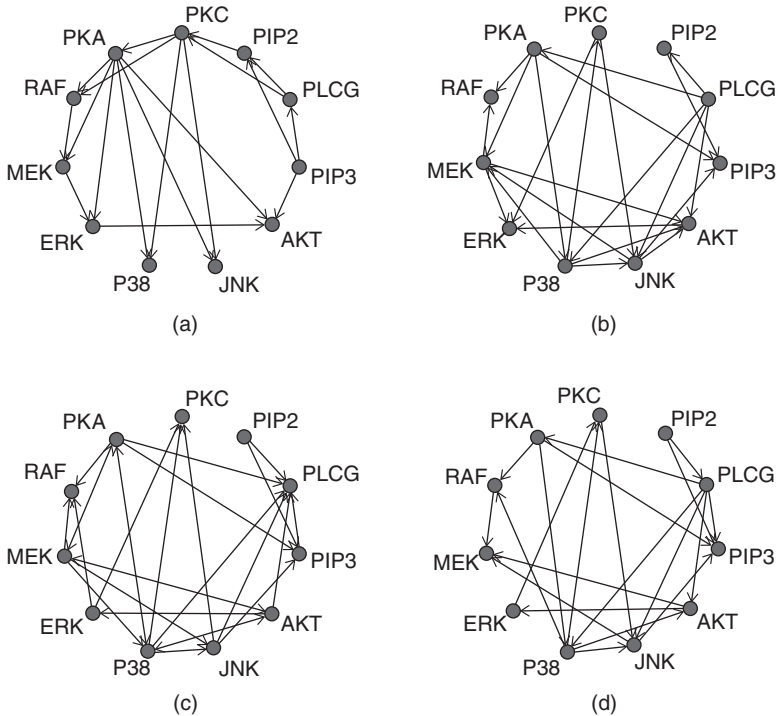 PKC
PKA
PIP2
RAF
PLCG
MEK
PIP3
ERK
AKT
P38
JNK
(a)
PKC
PKA
PIP2
RAF
PLCG
MEK
PIP3
ERK
AKT
P38
JNK
(b)
PKC
PKA
PIP2
RAF
PLCG
MEK
PIP3
ERK
AKT
P38
JNK
(c)
PKC
PKA
PIP2
RAF
PLCG
MEK
PIP3
ERK
AKT
P38
JNK
(d)